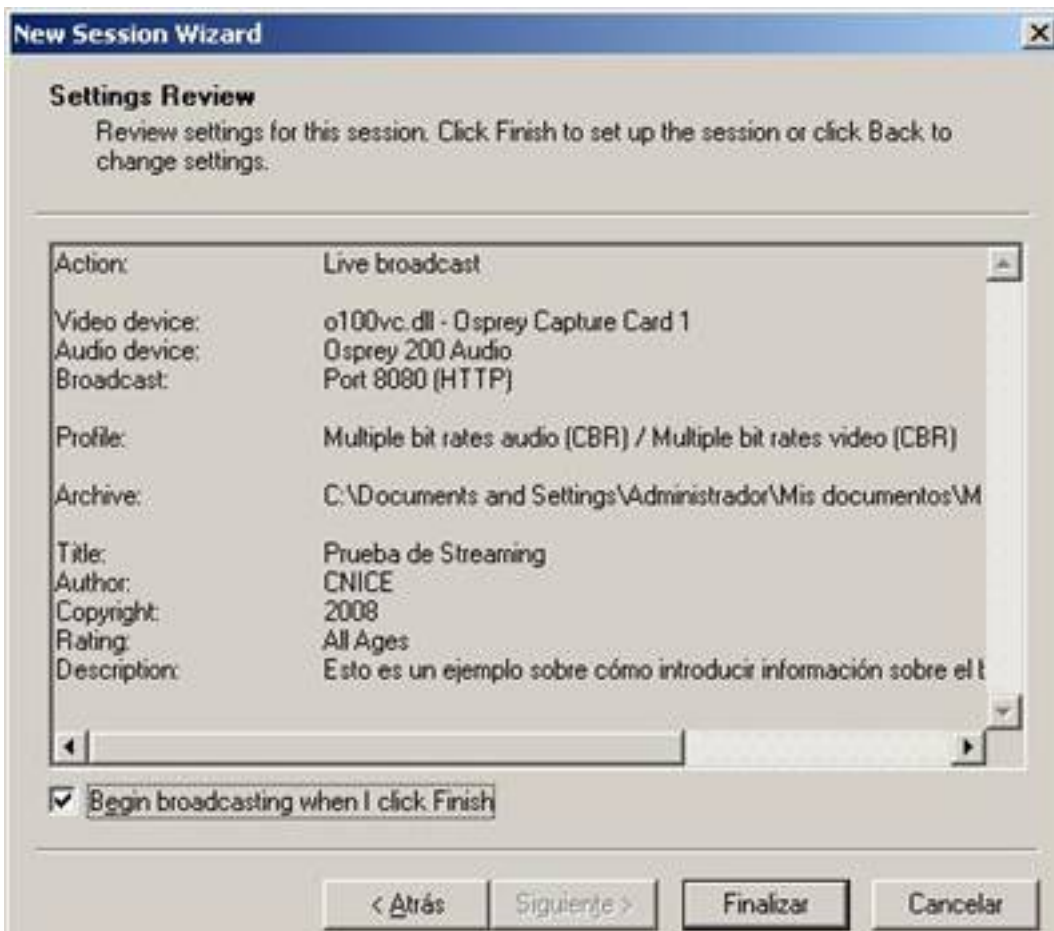 New Session Wizard
Settings Review
Review settings for this session. Click Finish to set up the session or click Back to
change settings.
Action: Live broadcast
Video device: o100vc.dll - Osprey Capture Card 1
Audio device: Osprey 200 Audio
Broadcast: Port 8080 (HTTP)
Profile: Multiple bit rates audio (CBR) / Multiple bit rates video (CBR)
Archive: C:\Documents and Settings\Administrador\Mis documentos\M
Title: Prueba de Streaming
Author: CNICE
Copyright: 2008
Rating: All Ages
Description: Esto es un ejemplo sobre cómo introducir información sobre el
Begin broadcasting when I click Finish
< Atrás Siguiente > Finalizar Cancelar